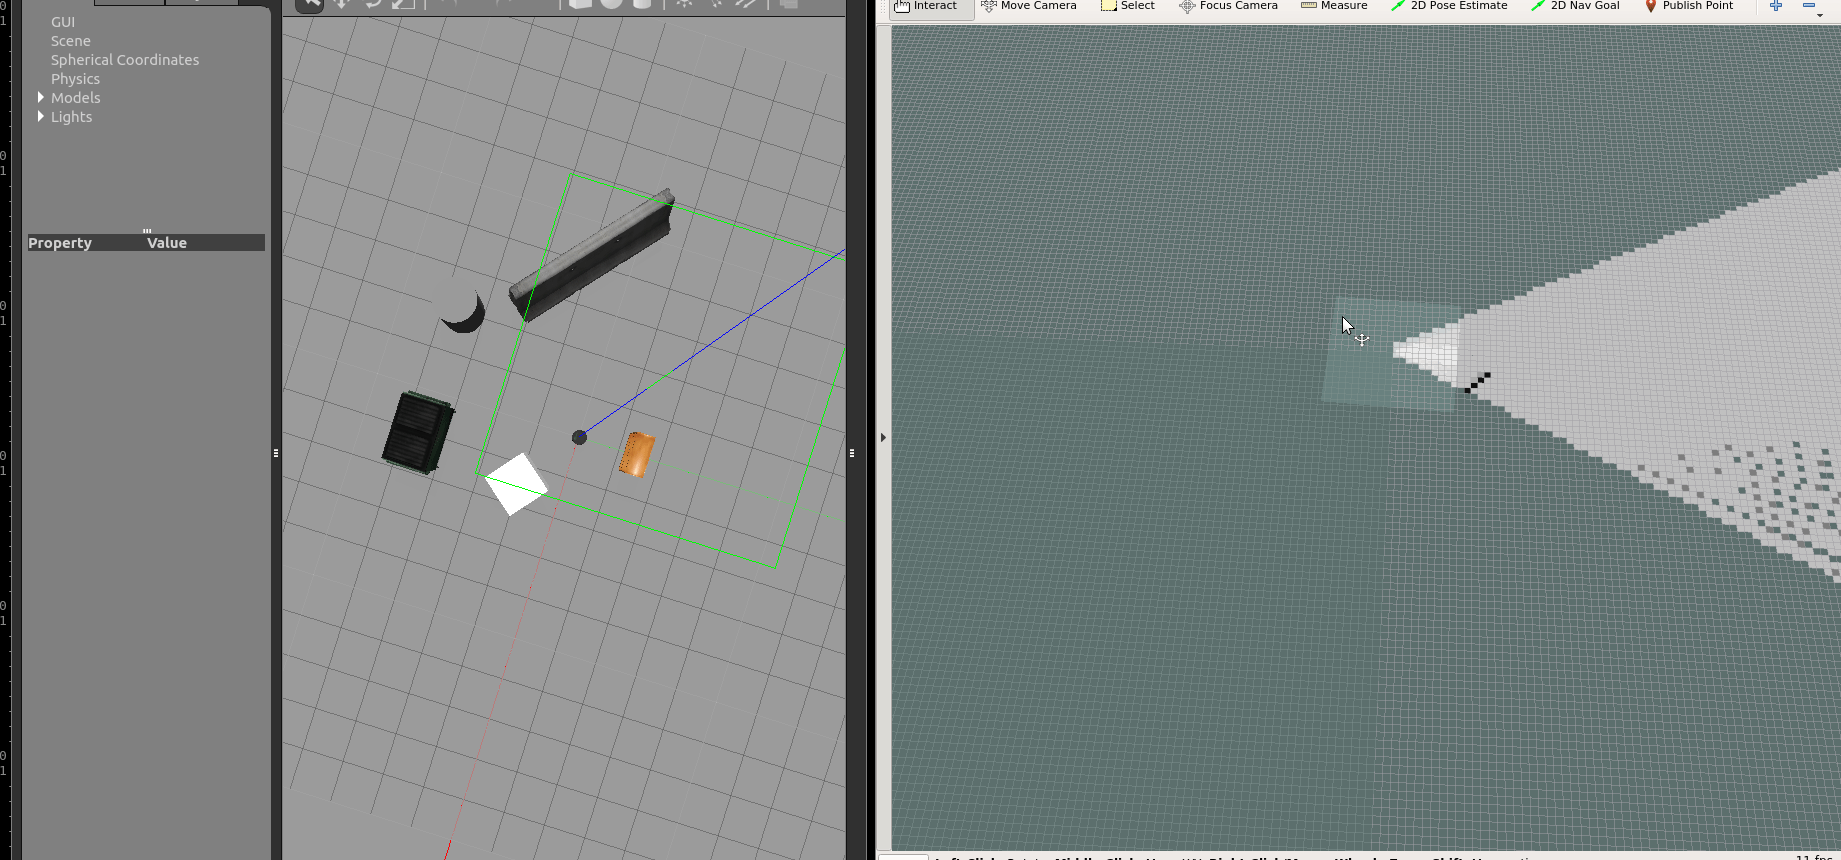 Interact Move Camera Select Focus Camera Measure 2D Pose Estimate 2D Nav Goal Publish Point
GUI
Scene
Spherical Coordinates
Physics
Models
Lights
Property Value